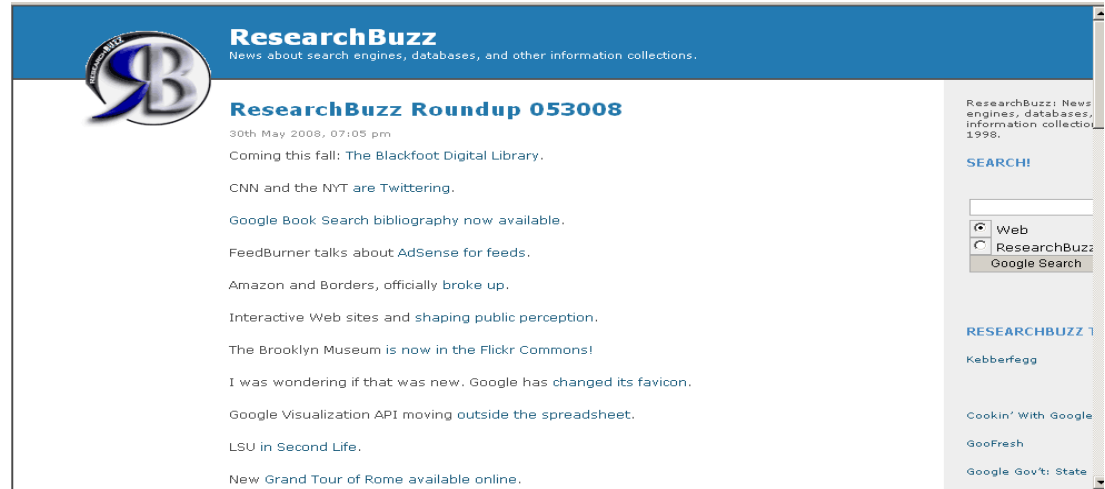 RESEARCHBUZZ
ResearchBuzz
News about search engines, databases, and other information collections.
ResearchBuzz Roundup 053008
30th May 2008, 07:05 pm
Coming this fall: The Blackfoot Digital Library.
CNN and the NYT are Twittering.
Google Book Search bibliography now available.
FeedBurner talks about AdSense for feeds.
Amazon and Borders, officially broke up.
Interactive Web sites and shaping public perception.
The Brooklyn Museum is now in the Flickr Commons!
I was wondering if that was new. Google has changed its favicon.
Google Visualization API moving outside the spreadsheet.
LSU in Second Life.
New Grand Tour of Rome available online.
ResearchBuzz: News
engines, databases,
information collection
1998.
SEARCH!
Web
ResearchBuzz
Google Search
RESEARCHBUZZ T
Kebberfegg
Cookin' With Google
GooFresh
Google Gov't: State